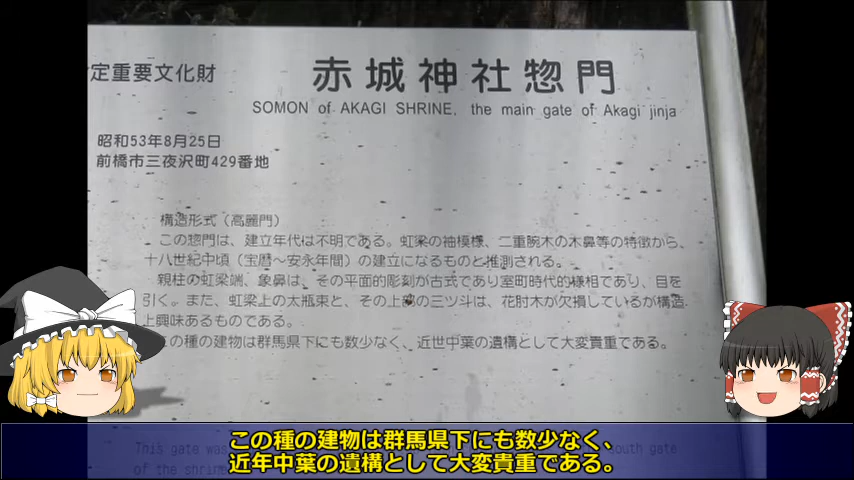 定重要文化財
赤城神社惣門
SOMON of AKAGI SHRINE, the main gate of Akagi jinja
昭和53年8月25日
前橋市三夜沢町429番地
構造形式（高麗門）
この惣門は、建立年代は不明である。虹梁の袖模様、二重腕木の木鼻等の特徴から、
十八世紀中頃（宝暦～安永年間）の建立になるものと推測される。
親柱の虹梁端、象鼻は、その平面的彫刻が古式であり室町時代的様相であり、目を
引く。また、虹梁上の太瓶束と、その上部の三ツ斗は、花肘木が欠損しているが構造
上興味あるものである。
この種の建物は群馬県下にも数少なく、近世中葉の遺構として大変貴重である。
This gate was
south gate
of the shrine
この種の建物は群馬県下にも数少なく、
近年中葉の遺構として大変貴重である。